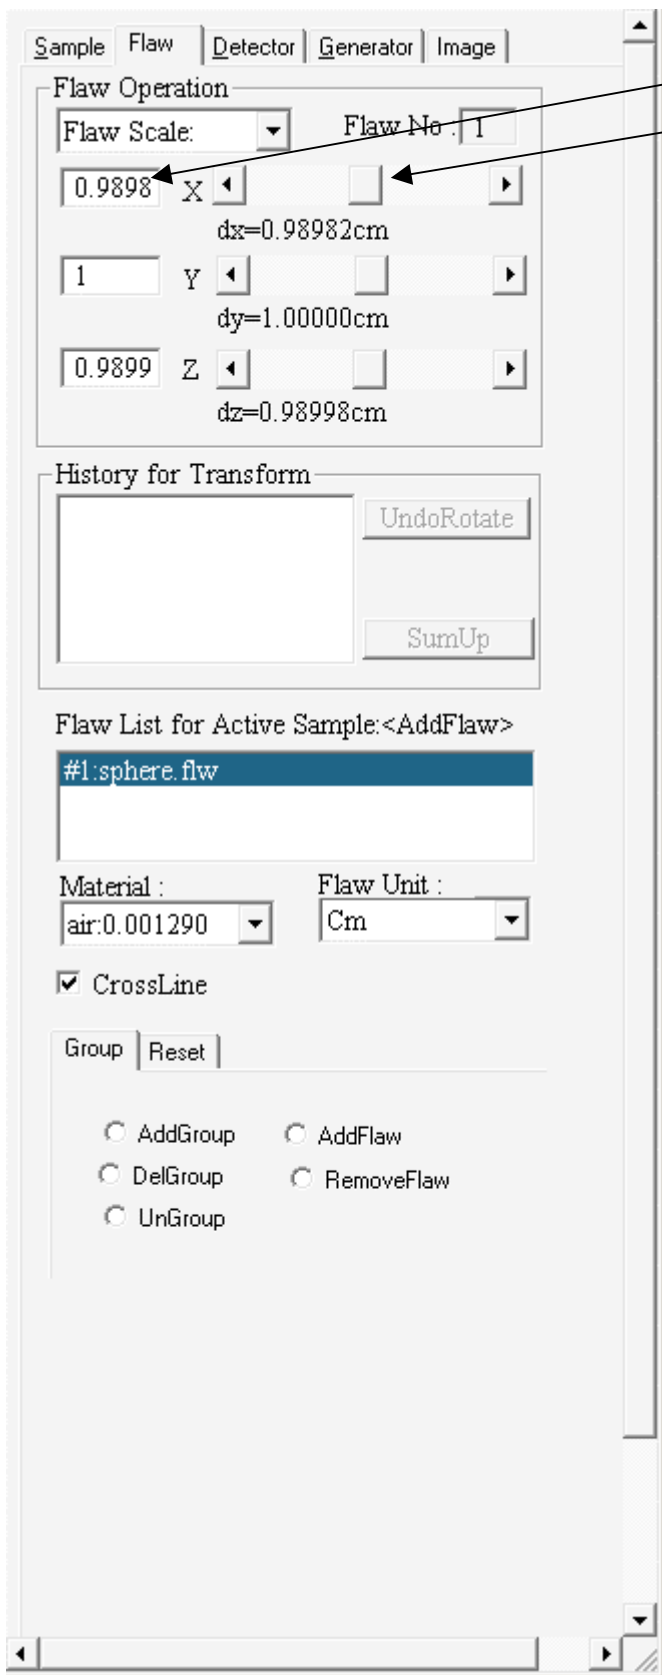 Sample Flaw Detector Generator Image
Flaw Operation
Flaw Scale: Flaw No : 1
0.9898 X
dx=0.98982cm
1 Y
dy=1.00000cm
0.9899 Z
dz=0.98998cm
History for Transform
UndoRotate
SumUp
Flaw List for Active Sample:<AddFlaw>
#1:sphere.flw
Material : Flaw Unit :
air:0.001290 Cm
CrossLine
Group Reset
AddGroup AddFlaw
DelGroup RemoveFlaw
UnGroup